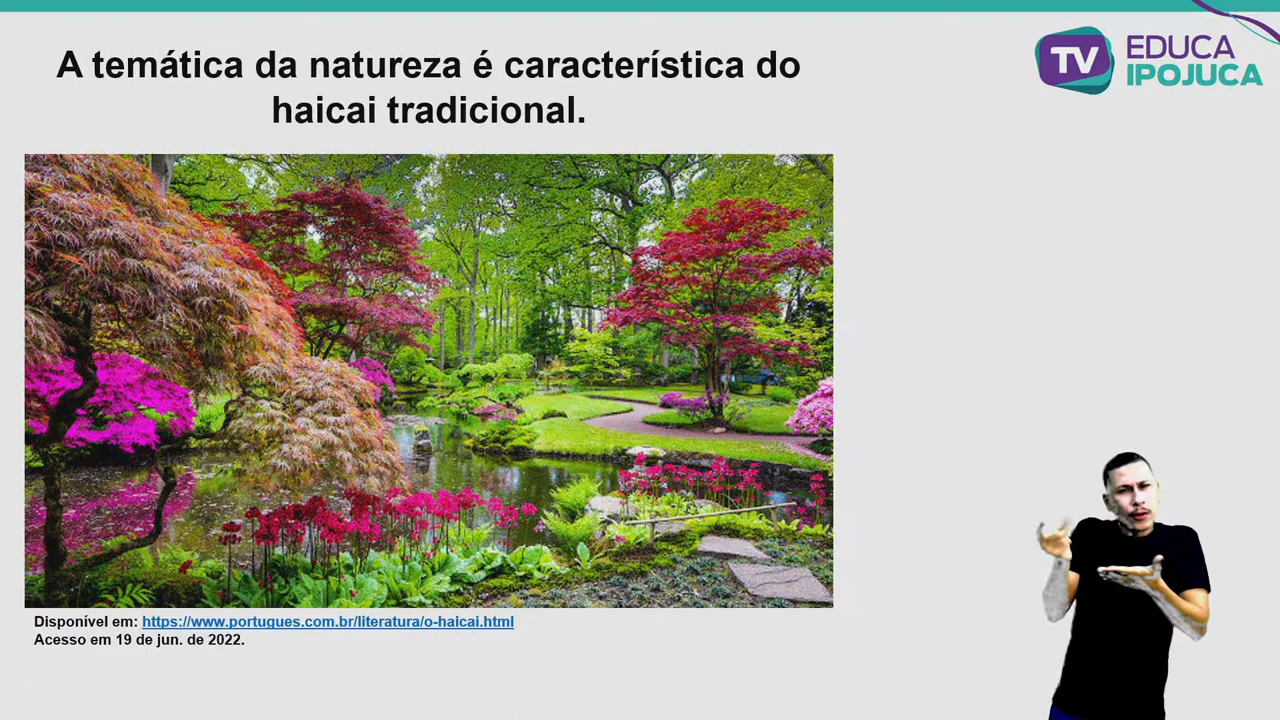 A temática da natureza é característica do
haicai tradicional.
TV EDUCA
IPOJUCA
Disponível em: https://www.portugues.com.br/literatura/o-haicai.html
Acesso em 19 de jun. de 2022.